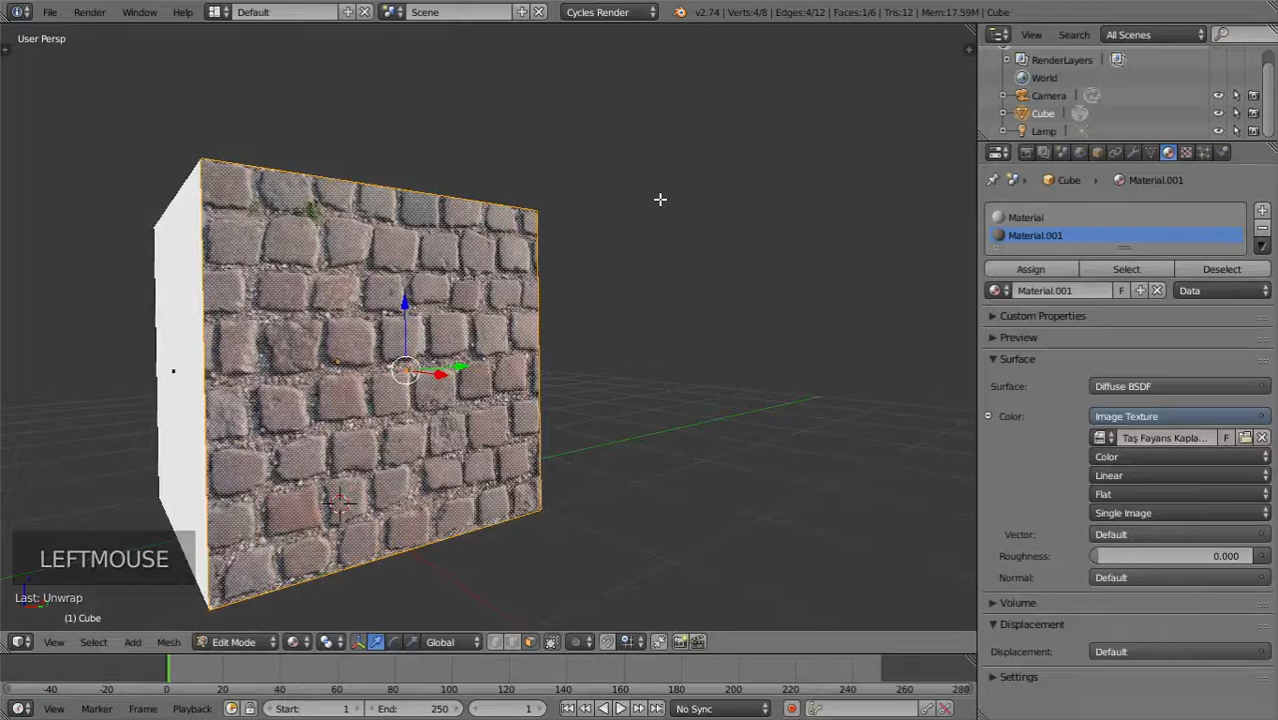 File Render Window Help Default Scene Cycles Render v2.74 | Verts:4/8 | Edges:4/12 | Faces:1/6 | Tris:12 | Mem:17.59M | Cube
User Persp
View Search All Scenes
RenderLayers
World
Camera
Cube
Lamp
Cube Material.001
Material
Material.001
Assign Select Deselect
Material.001 F Data
Custom Properties
Preview
Surface
Surface: Diffuse BSDF
Color: Image Texture
Taş Fayans Kapla... F
Color
Linear
Flat
Single Image
Vector: Default
Roughness: 0.000
Normal: Default
Volume
Displacement
Displacement: Default
Settings
LEFTMOUSE
Last: Unwrap
(1) Cube
View Select Add Mesh Edit Mode Global
-40 -20 0 20 40 60 80 100 120 140 160 180 200 220 240 260 280
View Marker Frame Playback Start: 1 End: 250 1 No Sync